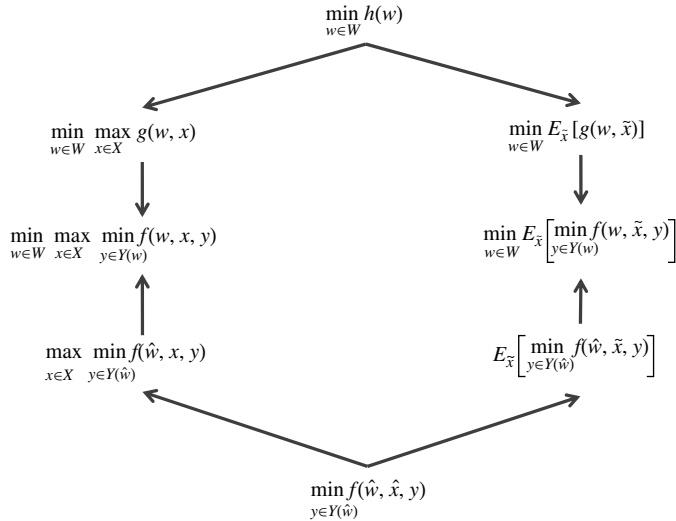 min h(w)
w∈W
min max g(w, x)
w∈W x∈X
min E_x̃ [g(w, x̃)]
w∈W
min max min f(w, x, y)
w∈W x∈X y∈Y(w)
min E_x̃ [min f(w, x̃, y)]
w∈W y∈Y(w)
max min f(ŵ, x, y)
x∈X y∈Y(ŵ)
E_x̃ [min f(ŵ, x̃, y)]
y∈Y(ŵ)
min f(ŵ, x̂, y)
y∈Y(ŵ)